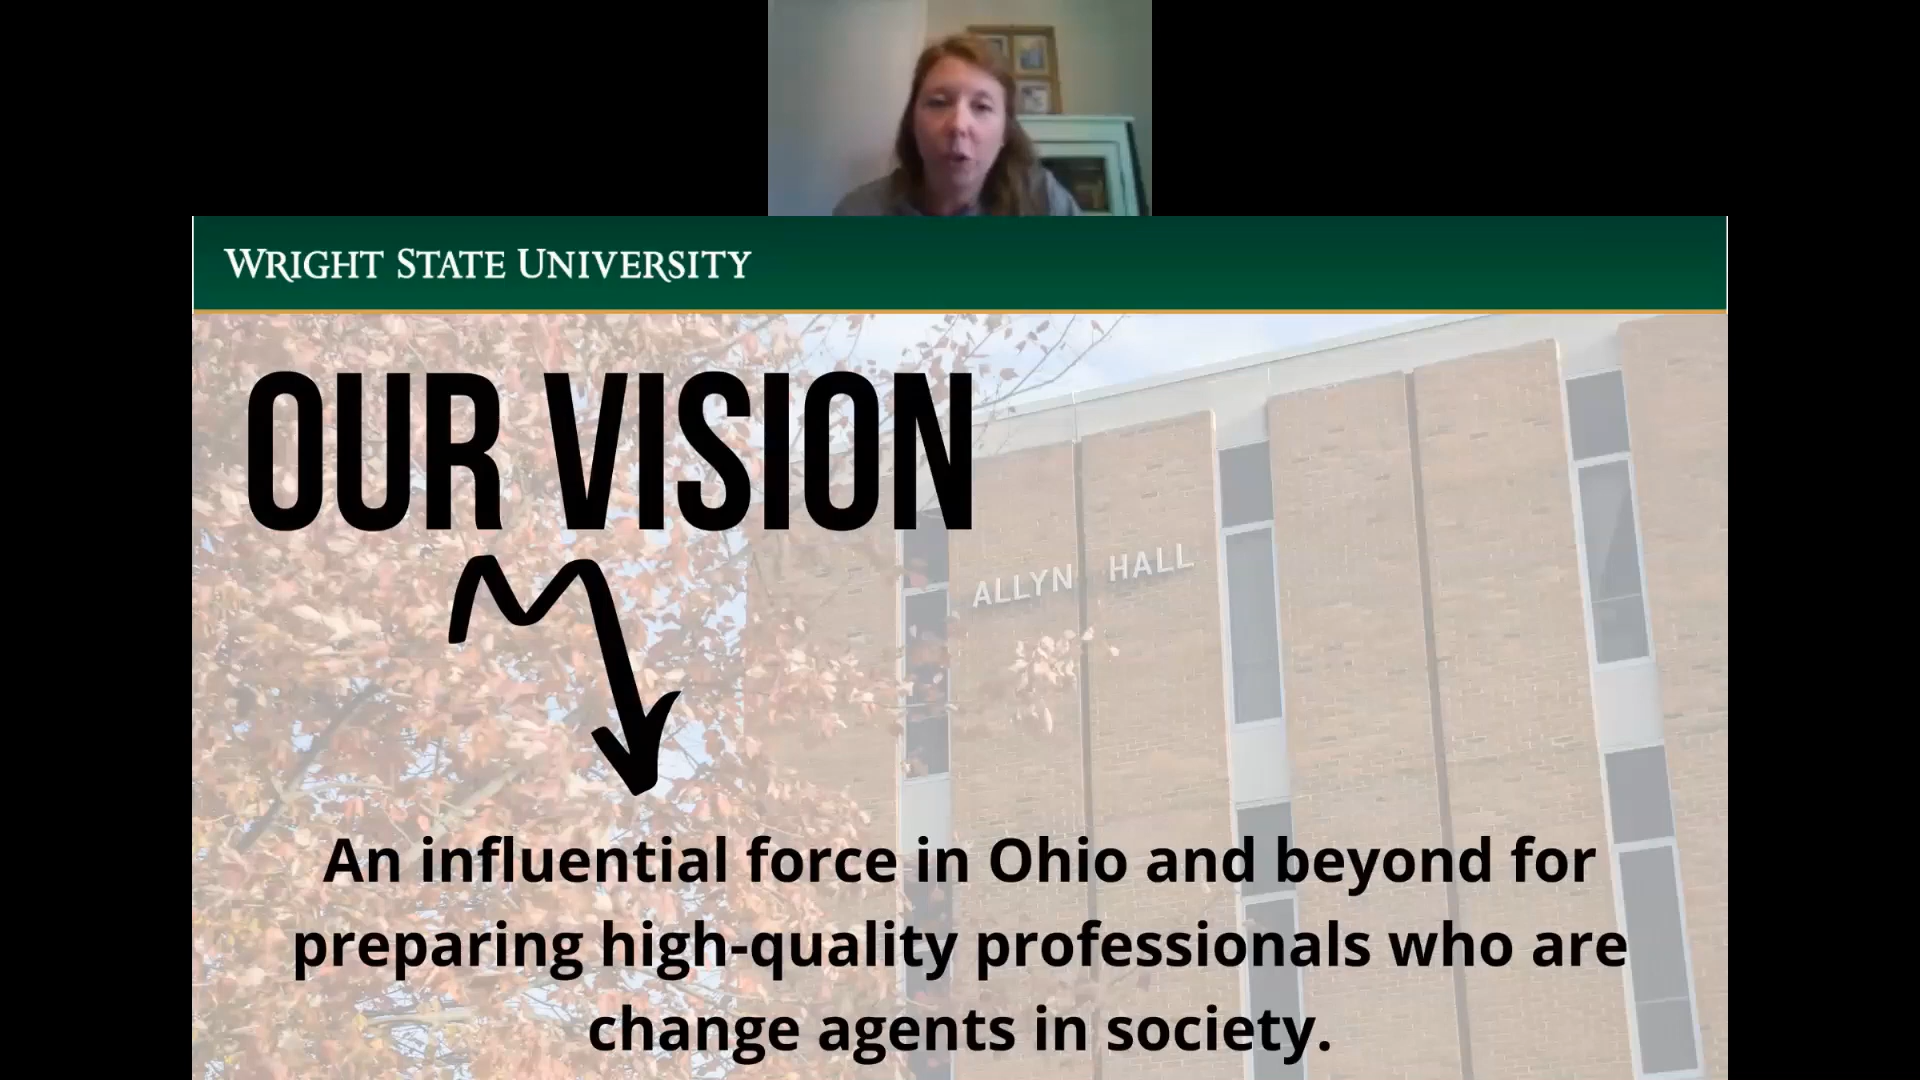 WRIGHT STATE UNIVERSITY
OUR VISION
ALLYN HALL
An influential force in Ohio and beyond for
preparing high-quality professionals who are
change agents in society.